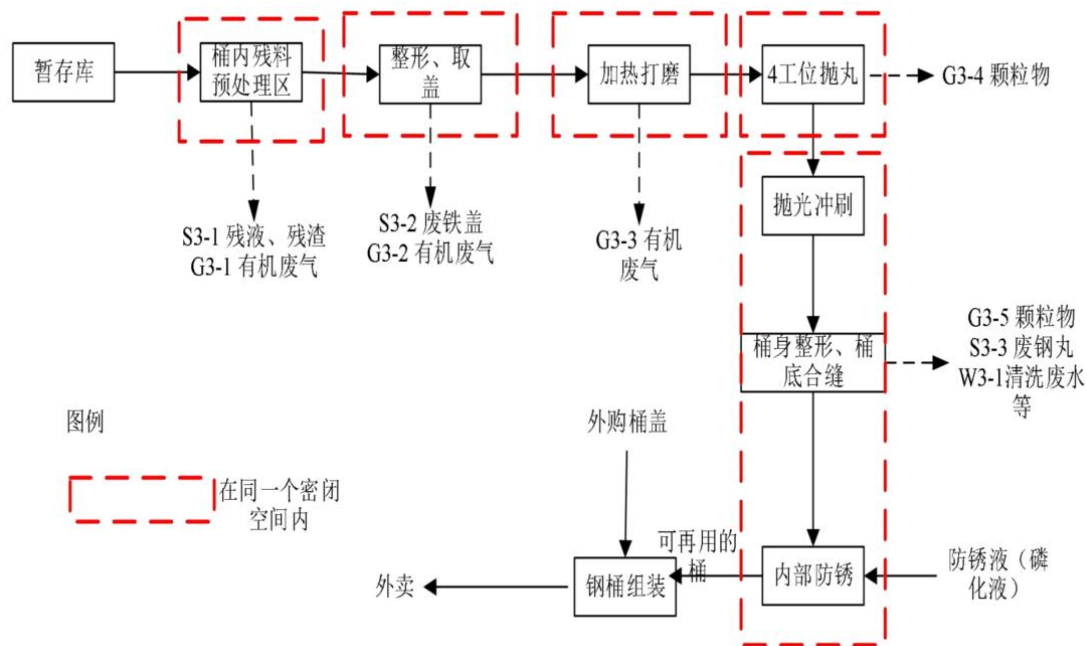 暂存库
桶内残料
预处理区
整形、取
盖
加热打磨
4工位抛丸
G3-4 颗粒物
S3-1 残液、残渣
G3-1 有机废气
S3-2 废铁盖
G3-2 有机废气
G3-3 有机
废气
抛光冲刷
桶身整形、桶
底合缝
G3-5 颗粒物
S3-3 废钢丸
W3-1清洗废水
等
图例
在同一个密闭
空间内
外购桶盖
可再用的
桶
外卖
钢桶组装
内部防锈
防锈液（磷
化液）